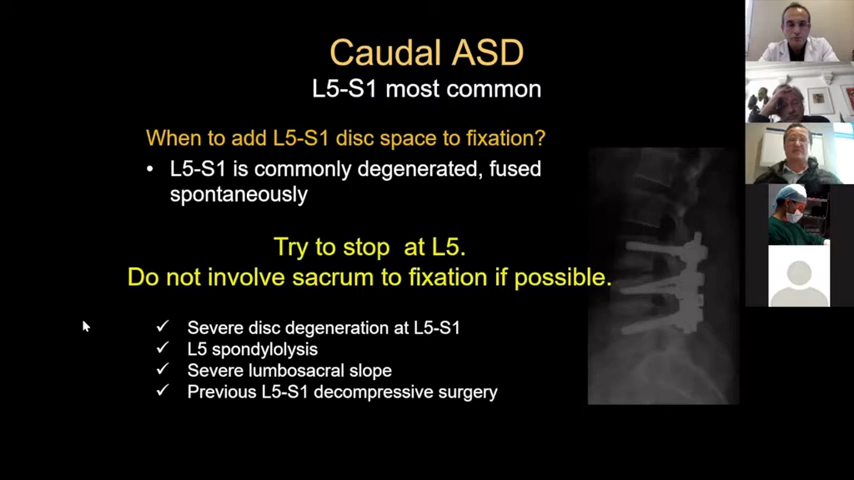 Caudal ASD
L5-S1 most common
When to add L5-S1 disc space to fixation?
• L5-S1 is commonly degenerated, fused
spontaneously
Try to stop at L5.
Do not involve sacrum to fixation if possible.
✓ Severe disc degeneration at L5-S1
✓ L5 spondylolysis
✓ Severe lumbosacral slope
✓ Previous L5-S1 decompressive surgery